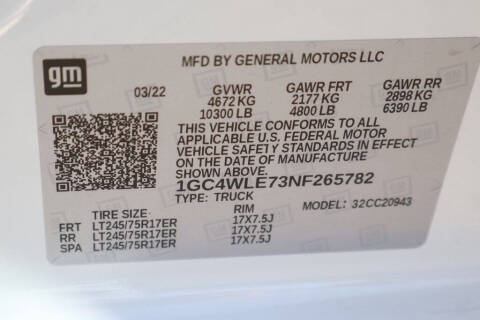 gm
MFD BY GENERAL MOTORS LLC
03/22 GVWR GAWR FRT GAWR RR
4672 KG 2177 KG 2898 KG
10300 LB 4800 LB 6390 LB
THIS VEHICLE CONFORMS TO ALL
APPLICABLE U.S. FEDERAL MOTOR
VEHICLE SAFETY STANDARDS IN EFFECT
ON THE DATE OF MANUFACTURE
SHOWN ABOVE.
1GC4WLE73NF265782
TYPE: TRUCK MODEL: 32CC20943
TIRE SIZE RIM
FRT LT245/75R17ER 17X7.5J
RR LT245/75R17ER 17X7.5J
SPA LT245/75R17ER 17X7.5J